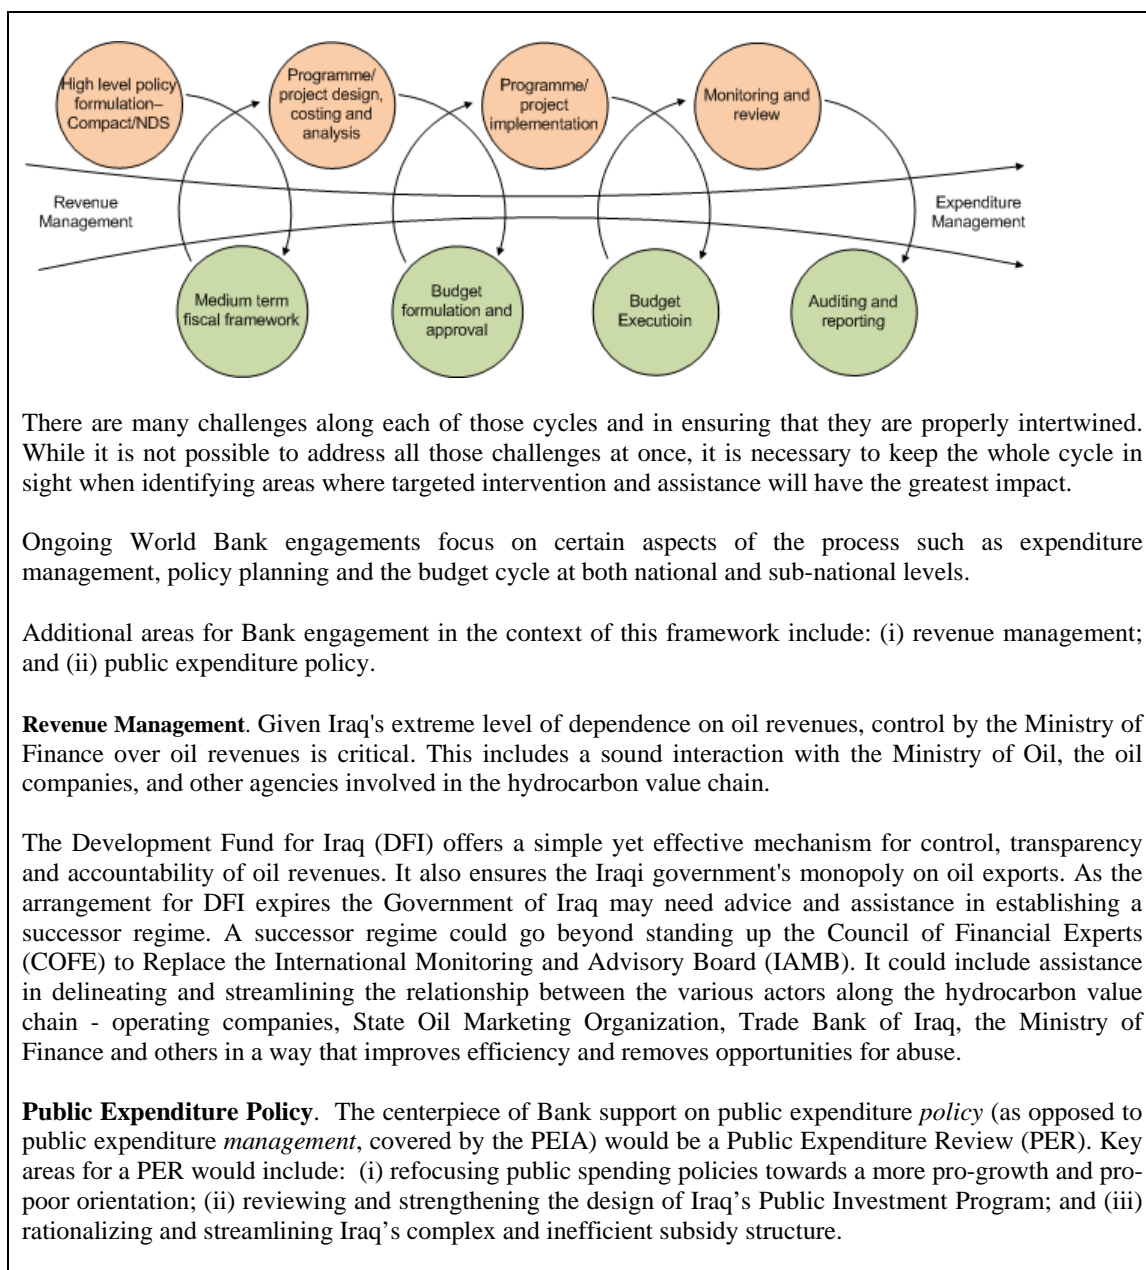 High level policy
formulation–
Compact/NDS
Programme/
project design,
costing and
analysis
Programme/
project
implementation
Monitoring and
review
Revenue
Management
Expenditure
Management
Medium term
fiscal framework
Budget
formulation and
approval
Budget
Executioin
Auditing and
reporting
There are many challenges along each of those cycles and in ensuring that they are properly intertwined.
While it is not possible to address all those challenges at once, it is necessary to keep the whole cycle in
sight when identifying areas where targeted intervention and assistance will have the greatest impact.
Ongoing World Bank engagements focus on certain aspects of the process such as expenditure
management, policy planning and the budget cycle at both national and sub-national levels.
Additional areas for Bank engagement in the context of this framework include: (i) revenue management;
and (ii) public expenditure policy.
Revenue Management. Given Iraq's extreme level of dependence on oil revenues, control by the Ministry of
Finance over oil revenues is critical. This includes a sound interaction with the Ministry of Oil, the oil
companies, and other agencies involved in the hydrocarbon value chain.
The Development Fund for Iraq (DFI) offers a simple yet effective mechanism for control, transparency
and accountability of oil revenues. It also ensures the Iraqi government's monopoly on oil exports. As the
arrangement for DFI expires the Government of Iraq may need advice and assistance in establishing a
successor regime. A successor regime could go beyond standing up the Council of Financial Experts
(COFE) to Replace the International Monitoring and Advisory Board (IAMB). It could include assistance
in delineating and streamlining the relationship between the various actors along the hydrocarbon value
chain - operating companies, State Oil Marketing Organization, Trade Bank of Iraq, the Ministry of
Finance and others in a way that improves efficiency and removes opportunities for abuse.
Public Expenditure Policy. The centerpiece of Bank support on public expenditure policy (as opposed to
public expenditure management, covered by the PEIA) would be a Public Expenditure Review (PER). Key
areas for a PER would include: (i) refocusing public spending policies towards a more pro-growth and pro-
poor orientation; (ii) reviewing and strengthening the design of Iraq’s Public Investment Program; and (iii)
rationalizing and streamlining Iraq’s complex and inefficient subsidy structure.